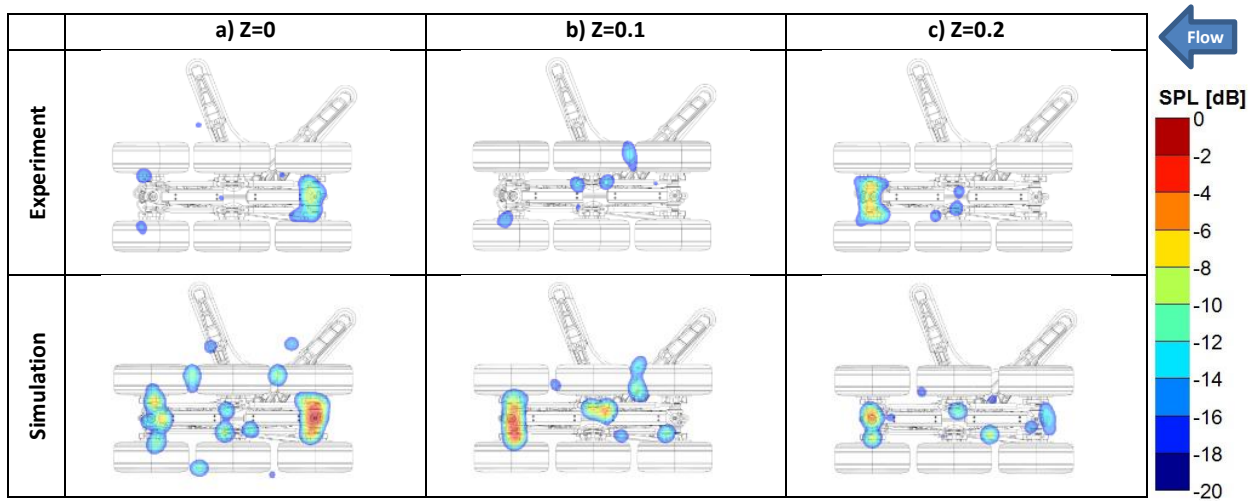 a) Z=0
b) Z=0.1
c) Z=0.2
Flow
Experiment
Simulation
SPL [dB]
0
-2
-4
-6
-8
-10
-12
-14
-16
-18
-20